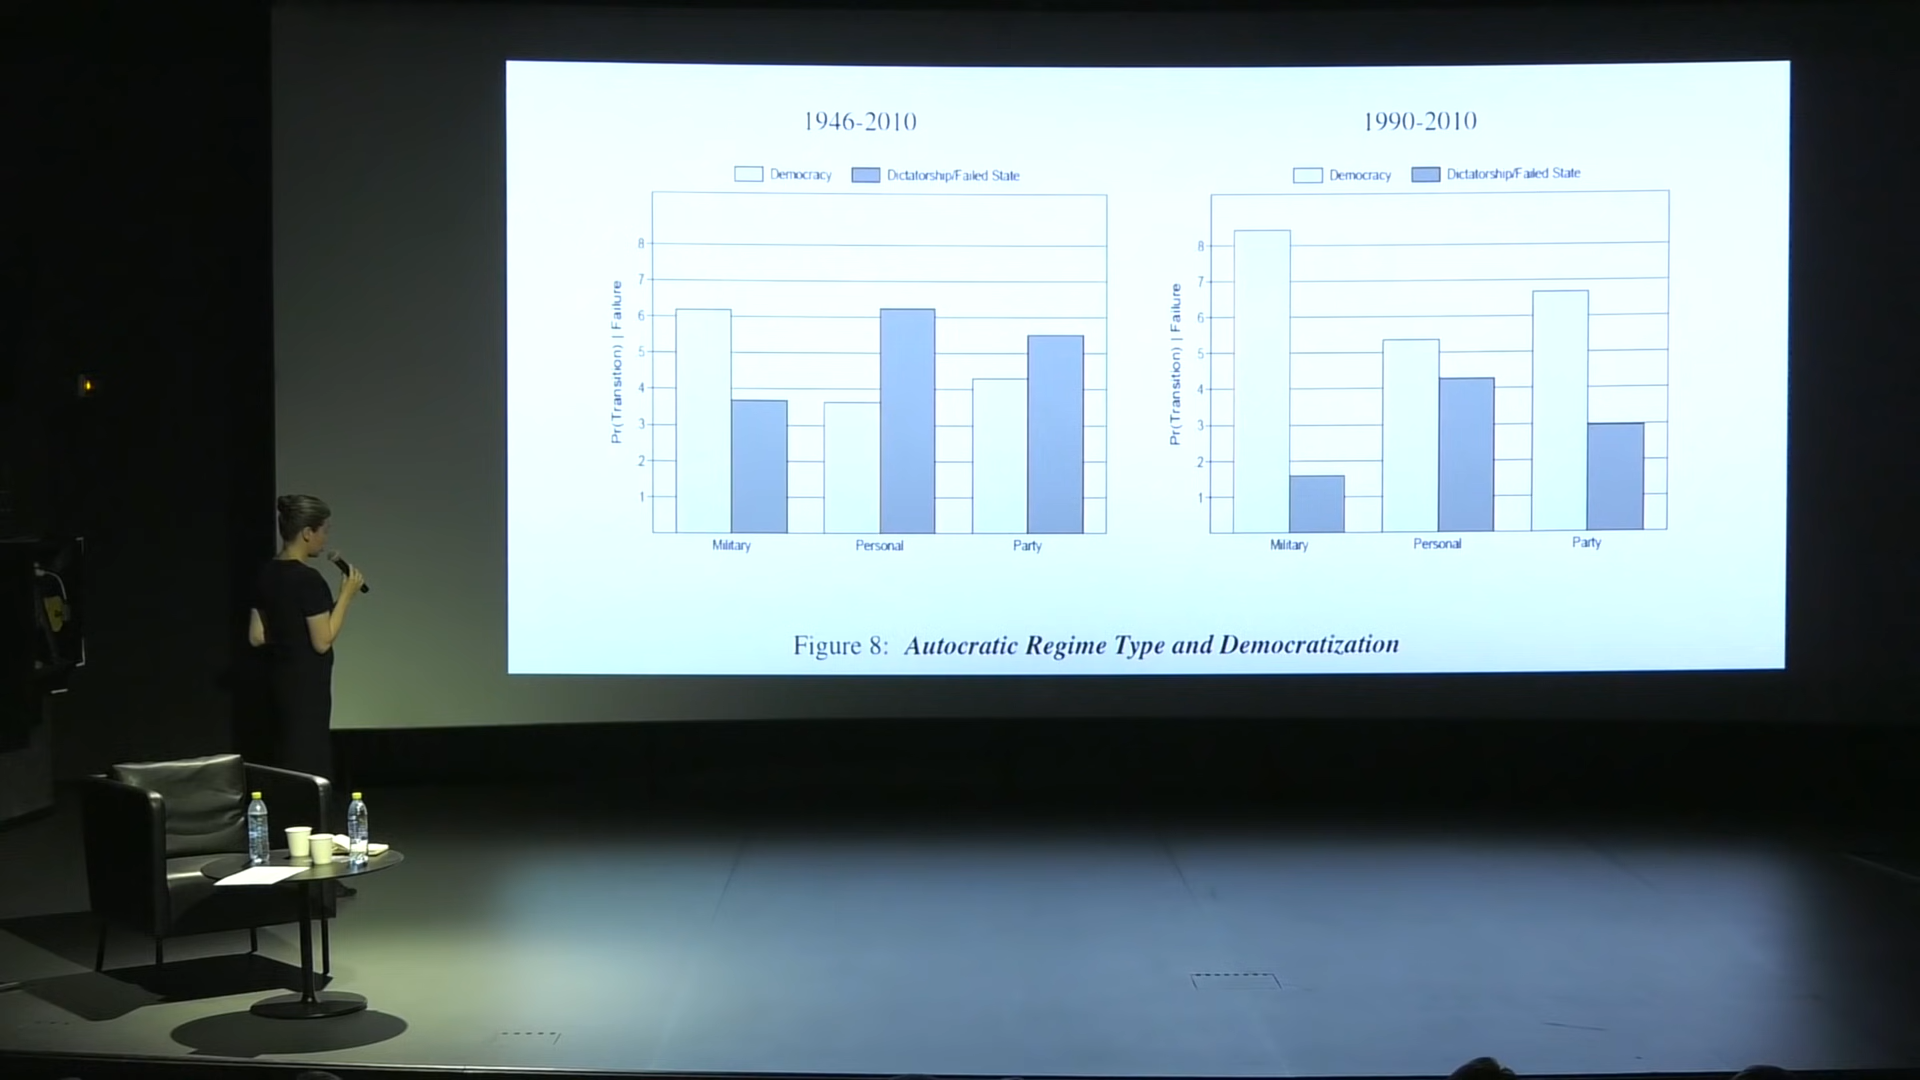 1946-2010
Democracy Dictatorship/Failed State
8
7
6
5
4
3
2
1
Pr(Transition) | Failure
Military Personal Party
1990-2010
Democracy Dictatorship/Failed State
8
7
6
5
4
3
2
1
Pr(Transition) | Failure
Military Personal Party
Figure 8: Autocratic Regime Type and Democratization